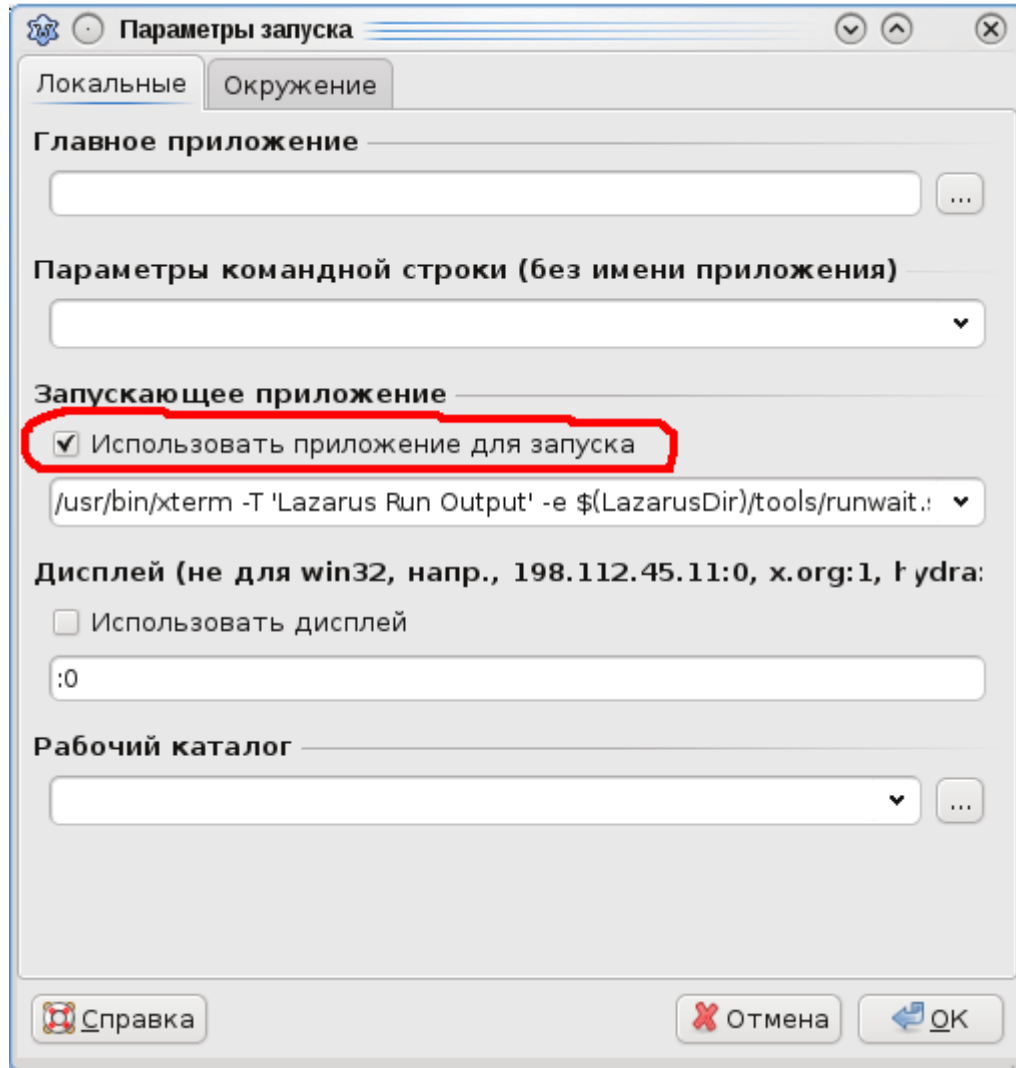 Параметры запуска
Локальные
Окружение
Главное приложение
...
Параметры командной строки (без имени приложения)
Запускающее приложение
Использовать приложение для запуска
/usr/bin/xterm -T 'Lazarus Run Output' -e $(LazarusDir)/tools/runwait.
Дисплей (не для win32, напр., 198.112.45.11:0, x.org:1, hydra:
Использовать дисплей
:0
Рабочий каталог
...
Справка
Отмена
OK